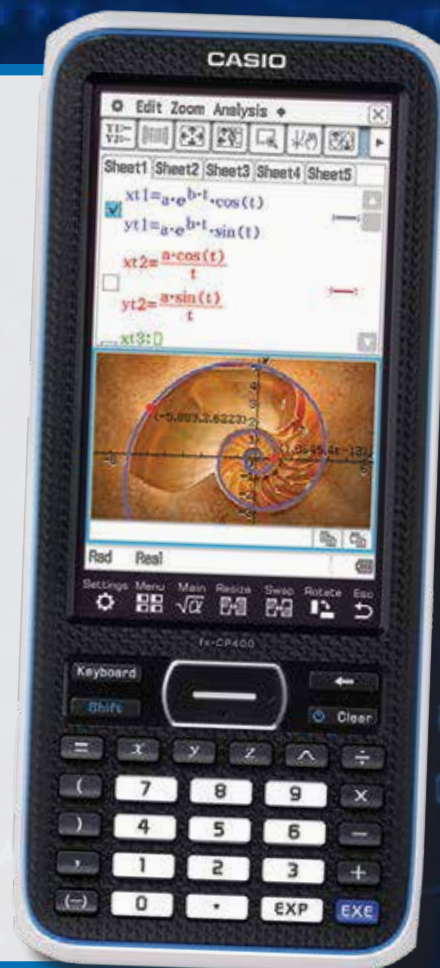 CASIO
Edit Zoom Analysis
Y1:–
Y2:–
Sheet1 Sheet2 Sheet3 Sheet4 Sheet5
xt1=a·e^b·t·cos(t)
yt1=a·e^b·t·sin(t)
xt2=a·cos(t)/t
yt2=a·sin(t)/t
xt3:
Rad Real
Settings Menu Main Resize Swap Rotate Esc
√α
fx-CP400
Keyboard
Shift Clear
= x y z ^ ÷
( 7 8 9 ×
) 4 5 6 −
, 1 2 3 +
(−) 0 . EXP EXE